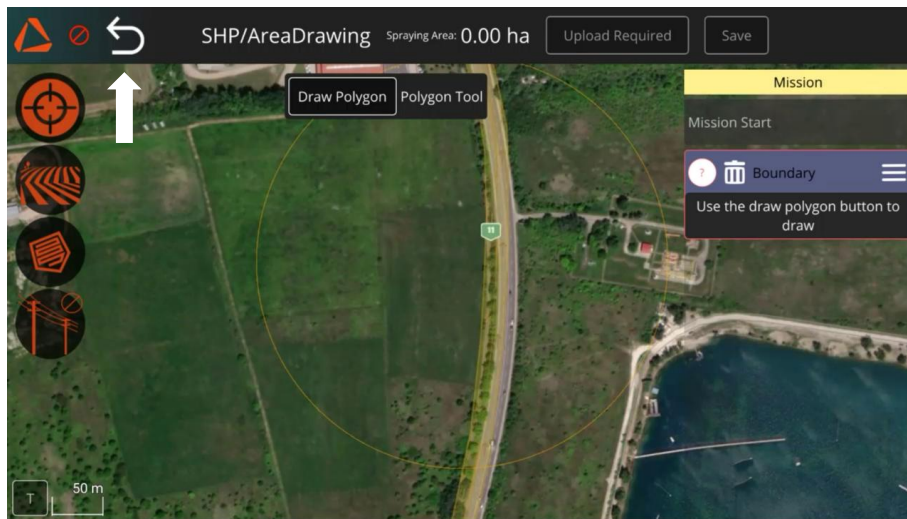 SHP/AreaDrawing Spraying Area: 0.00 ha Upload Required Save
Draw Polygon Polygon Tool
Mission
Mission Start
? Boundary
Use the draw polygon button to
draw
11
T 50 m